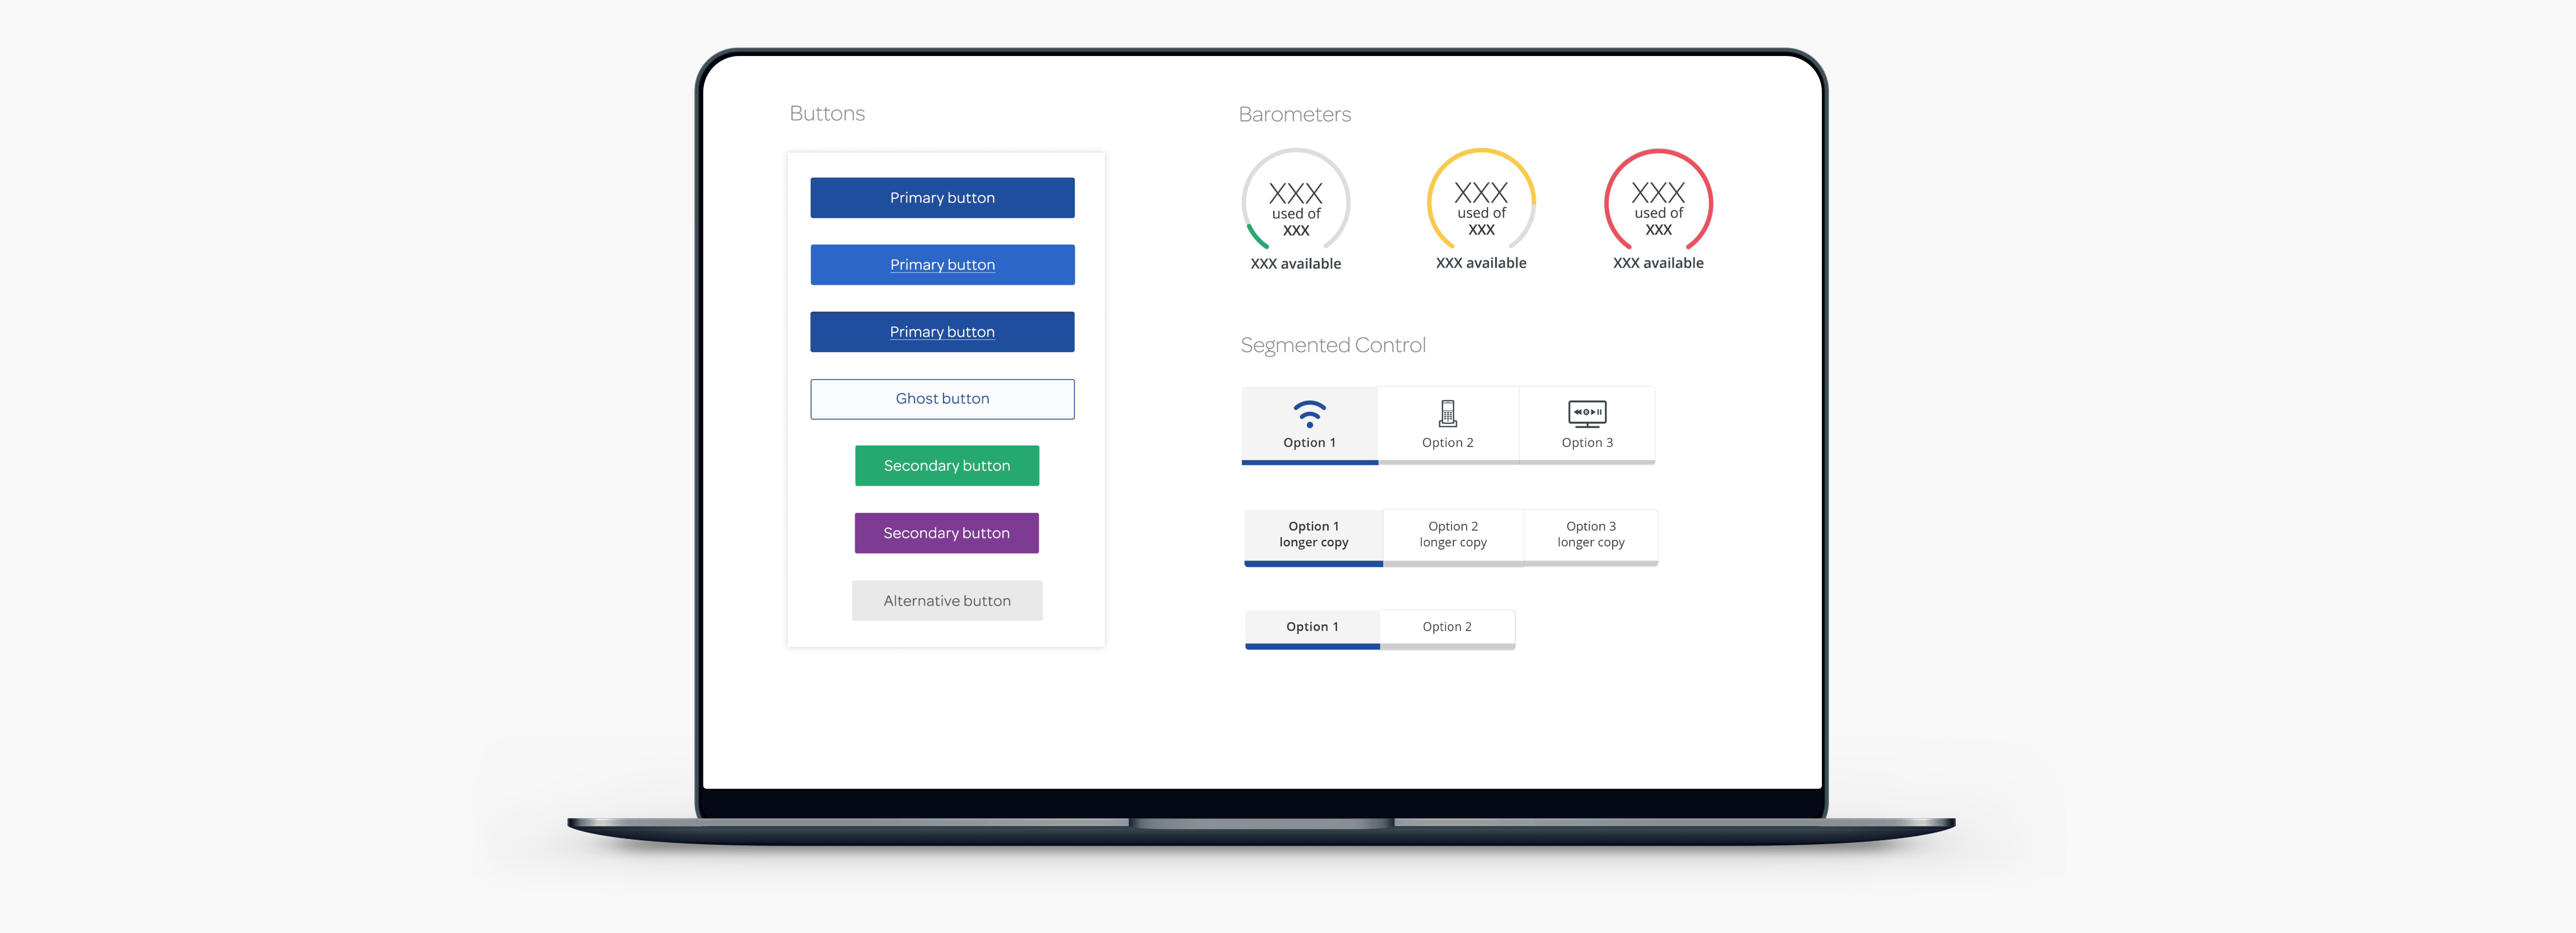 Buttons
Primary button
Primary button
Primary button
Ghost button
Secondary button
Secondary button
Alternative button
Barometers
XXX
used of
XXX
XXX available
XXX
used of
XXX
XXX available
XXX
used of
XXX
XXX available
Segmented Control
Option 1
Option 2
Option 3
Option 1
longer copy
Option 2
longer copy
Option 3
longer copy
Option 1
Option 2